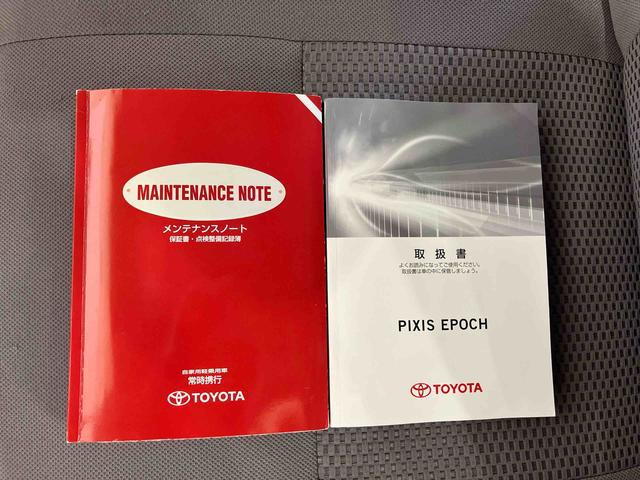 MAINTENANCE NOTE
メンテナンスノート
保証書・点検整備記録簿
自家用軽乗用車
常時携行
TOYOTA
取扱書
よくお読みになってご使用ください。
取扱書は車の中に保管しましょう。
PIXIS EPOCH
TOYOTA